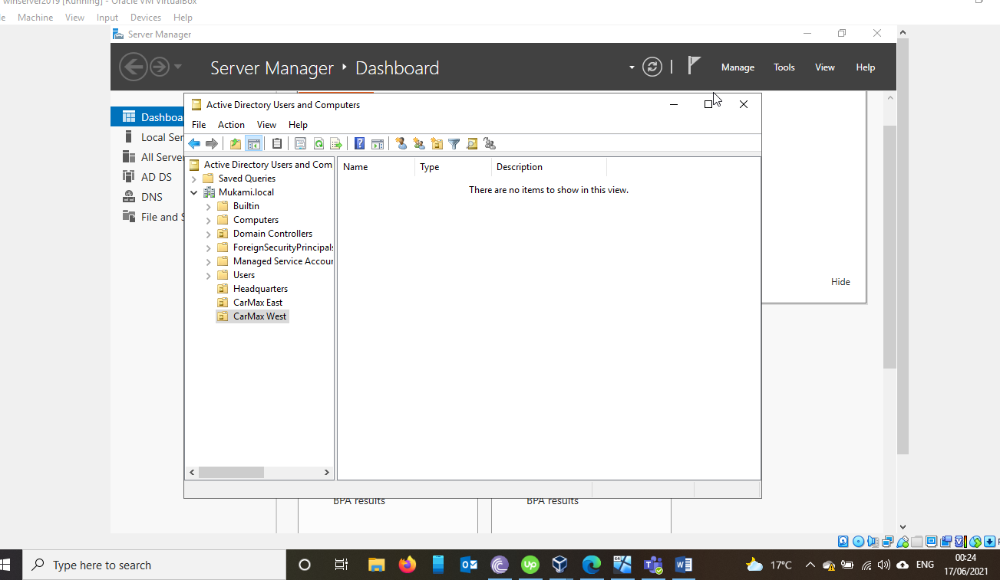 winserver2019 [Running] - Oracle VM VirtualBox
Machine View Input Devices Help
Server Manager
Server Manager Dashboard
Manage Tools View Help
Active Directory Users and Computers
File Action View Help
Dashboa
Local Ser
All Serve
AD DS
DNS
File and S
Active Directory Users and Com
Saved Queries
Mukami.local
Builtin
Computers
Domain Controllers
ForeignSecurityPrincipals
Managed Service Accour
Users
Headquarters
CarMax East
CarMax West
Name Type Description
There are no items to show in this view.
Hide
BPA results BPA results
Type here to search
17°C
ENG
00:24
17/06/2021